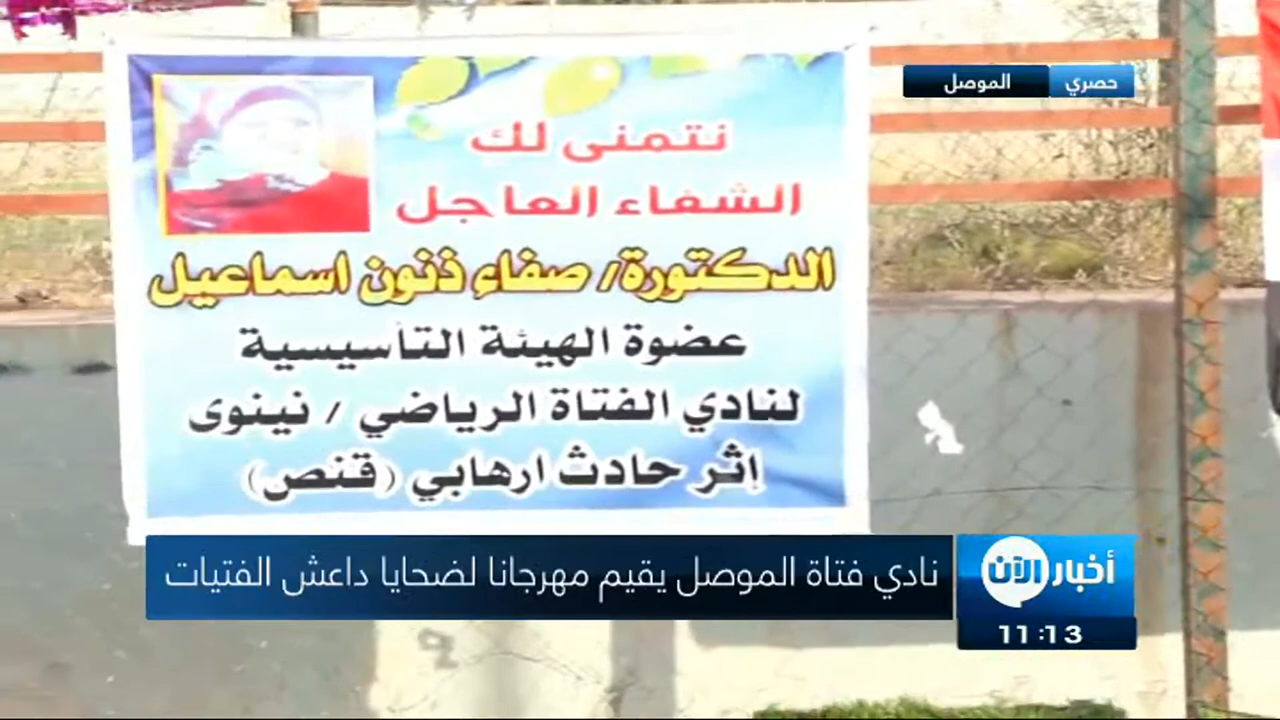 حصري الموصل
نتمنى لك
الشفاء العاجل
الدكتورة/ صفاء ذنون اسماعيل
عضوة الهيئة التأسيسية
لنادي الفتاة الرياضي / نينوى
إثر حادث ارهابي (قنص)
أخبار الآن
نادي فتاة الموصل يقيم مهرجانا لضحايا داعش الفتيات
11:13